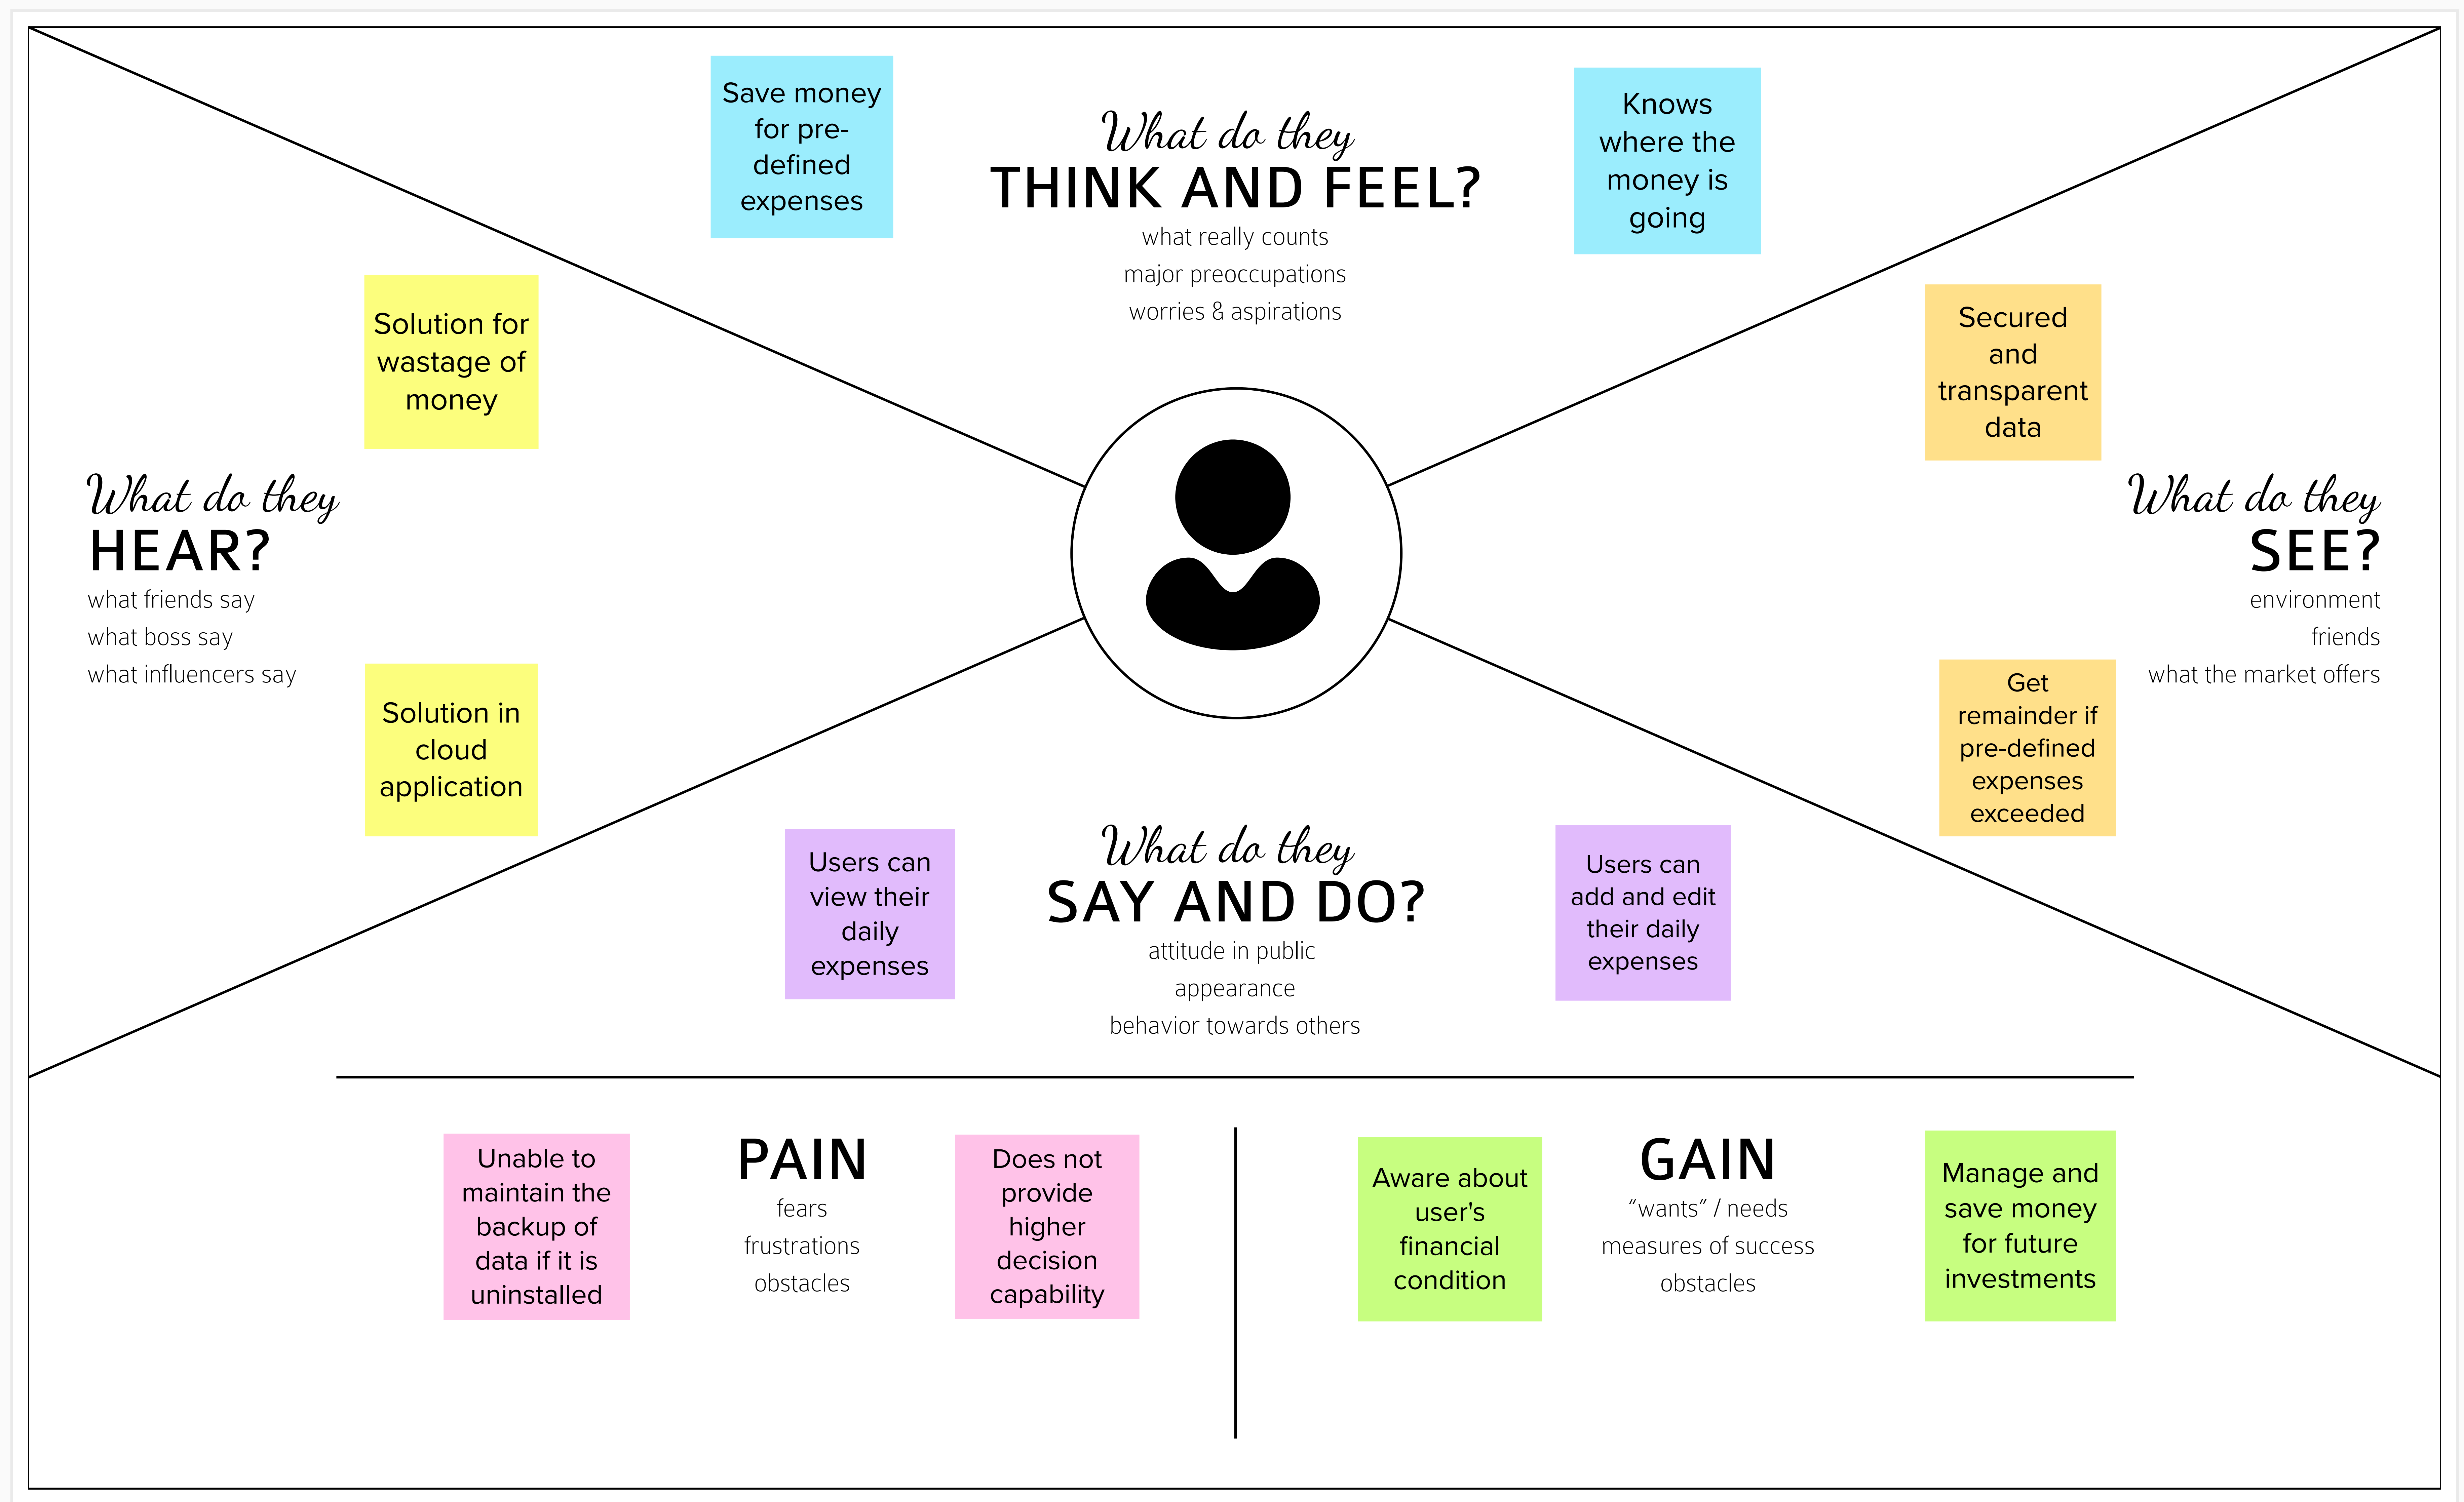 Save money
for pre-
defined
expenses
What do they
THINK AND FEEL?
what really counts
major preoccupations
worries & aspirations
Knows
where the
money is
going
Solution for
wastage of
money
What do they
HEAR?
what friends say
what boss say
what influencers say
Solution in
cloud
application
Secured
and
transparent
data
What do they
SEE?
environment
friends
what the market offers
Get
remainder if
pre-defined
expenses
exceeded
Users can
view their
daily
expenses
What do they
SAY AND DO?
attitude in public
appearance
behavior towards others
Users can
add and edit
their daily
expenses
Unable to
maintain the
backup of
data if it is
uninstalled
PAIN
fears
frustrations
obstacles
Does not
provide
higher
decision
capability
Aware about
user's
financial
condition
GAIN
“wants” / needs
measures of success
obstacles
Manage and
save money
for future
investments